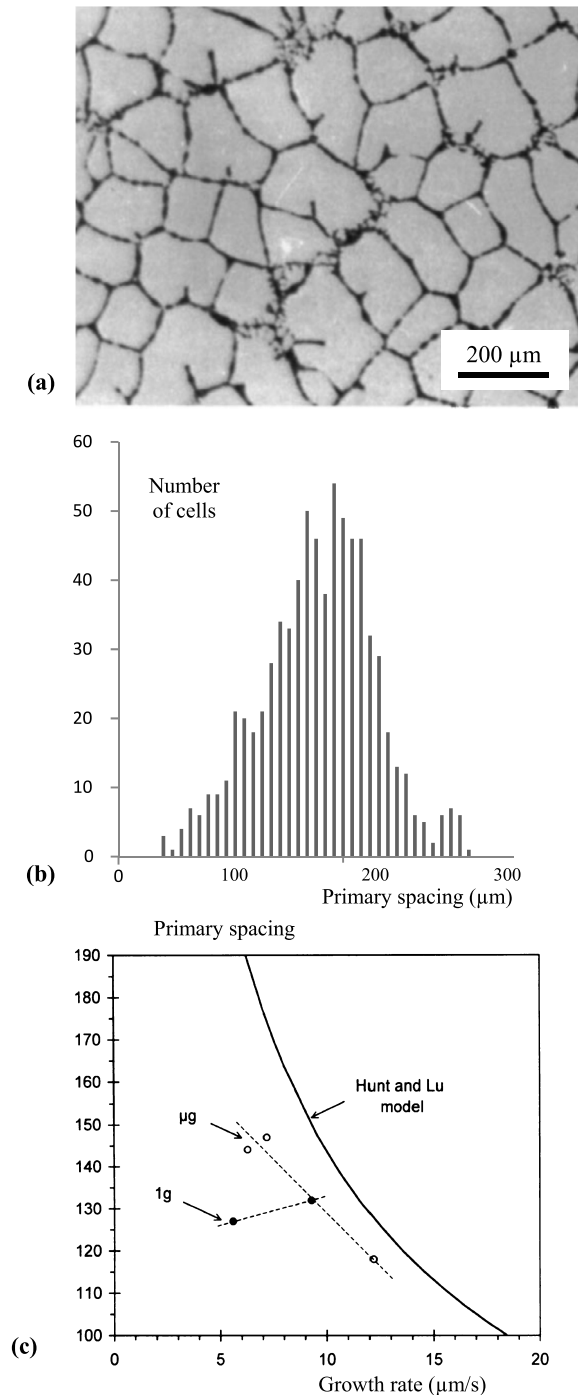 200 µm
(a)
60
Number
of cells
50
40
30
20
10
0
(b)
0
100
200
300
Primary spacing (µm)
Primary spacing
190
180
170
160
150
140
130
120
110
100
Hunt and Lu
model
µg
1g
(c)
0
5
10
15
20
Growth rate (µm/s)